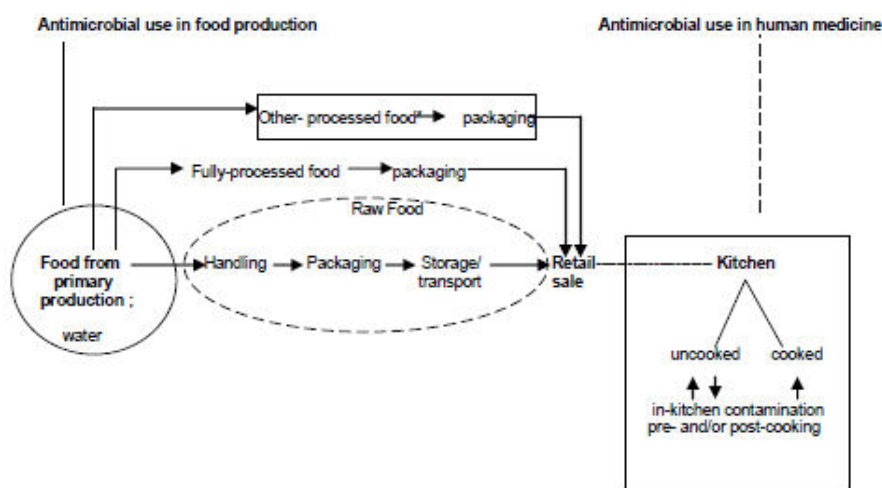 Antimicrobial use in food production
Antimicrobial use in human medicine
Other- processed food* packaging
Fully-processed food packaging
Raw Food
Food from
primary
production ;
water
Handling
Packaging
Storage/
transport
Retail
sale
Kitchen
uncooked cooked
in-kitchen contamination
pre- and/or post-cooking